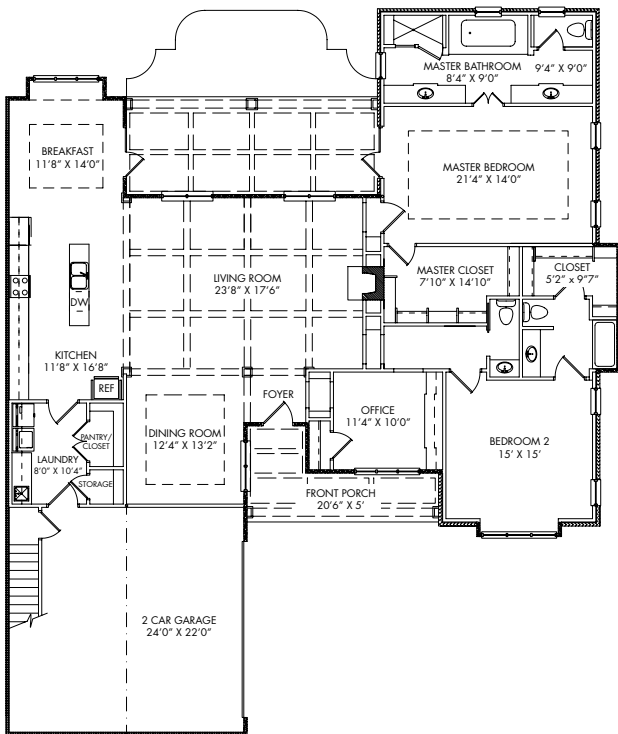 MASTER BATHROOM
8'4" X 9'0"
9'4" X 9'0"
BREAKFAST
11'8" X 14'0"
MASTER BEDROOM
21'4" X 14'0"
LIVING ROOM
23'8" X 17'6"
MASTER CLOSET
7'10" X 14'10"
CLOSET
5'2" x 9'7"
DW
KITCHEN
11'8" X 16'8"
REF
FOYER
OFFICE
11'4" X 10'0"
DINING ROOM
12'4" X 13'2"
PANTRY/
CLOSET
LAUNDRY
8'0" X 10'4"
STORAGE
BEDROOM 2
15' X 15'
FRONT PORCH
20'6" X 5'
2 CAR GARAGE
24'0" X 22'0"